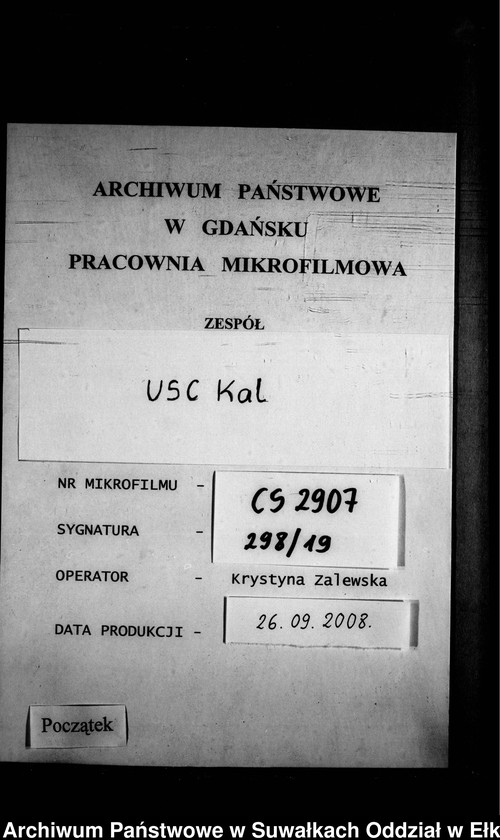 ARCHIWUM PAŃSTWOWE
W GDAŃSKU
PRACOWNIA MIKROFILMOWA
ZESPÓŁ
USC Kal
NR MIKROFILMU - CS 2907
SYGNATURA - 298/19
OPERATOR - Krystyna Zalewska
DATA PRODUKCJI - 26.09.2008.
Początek
Archiwum Państwowe w Suwałkach Oddział w Ełk